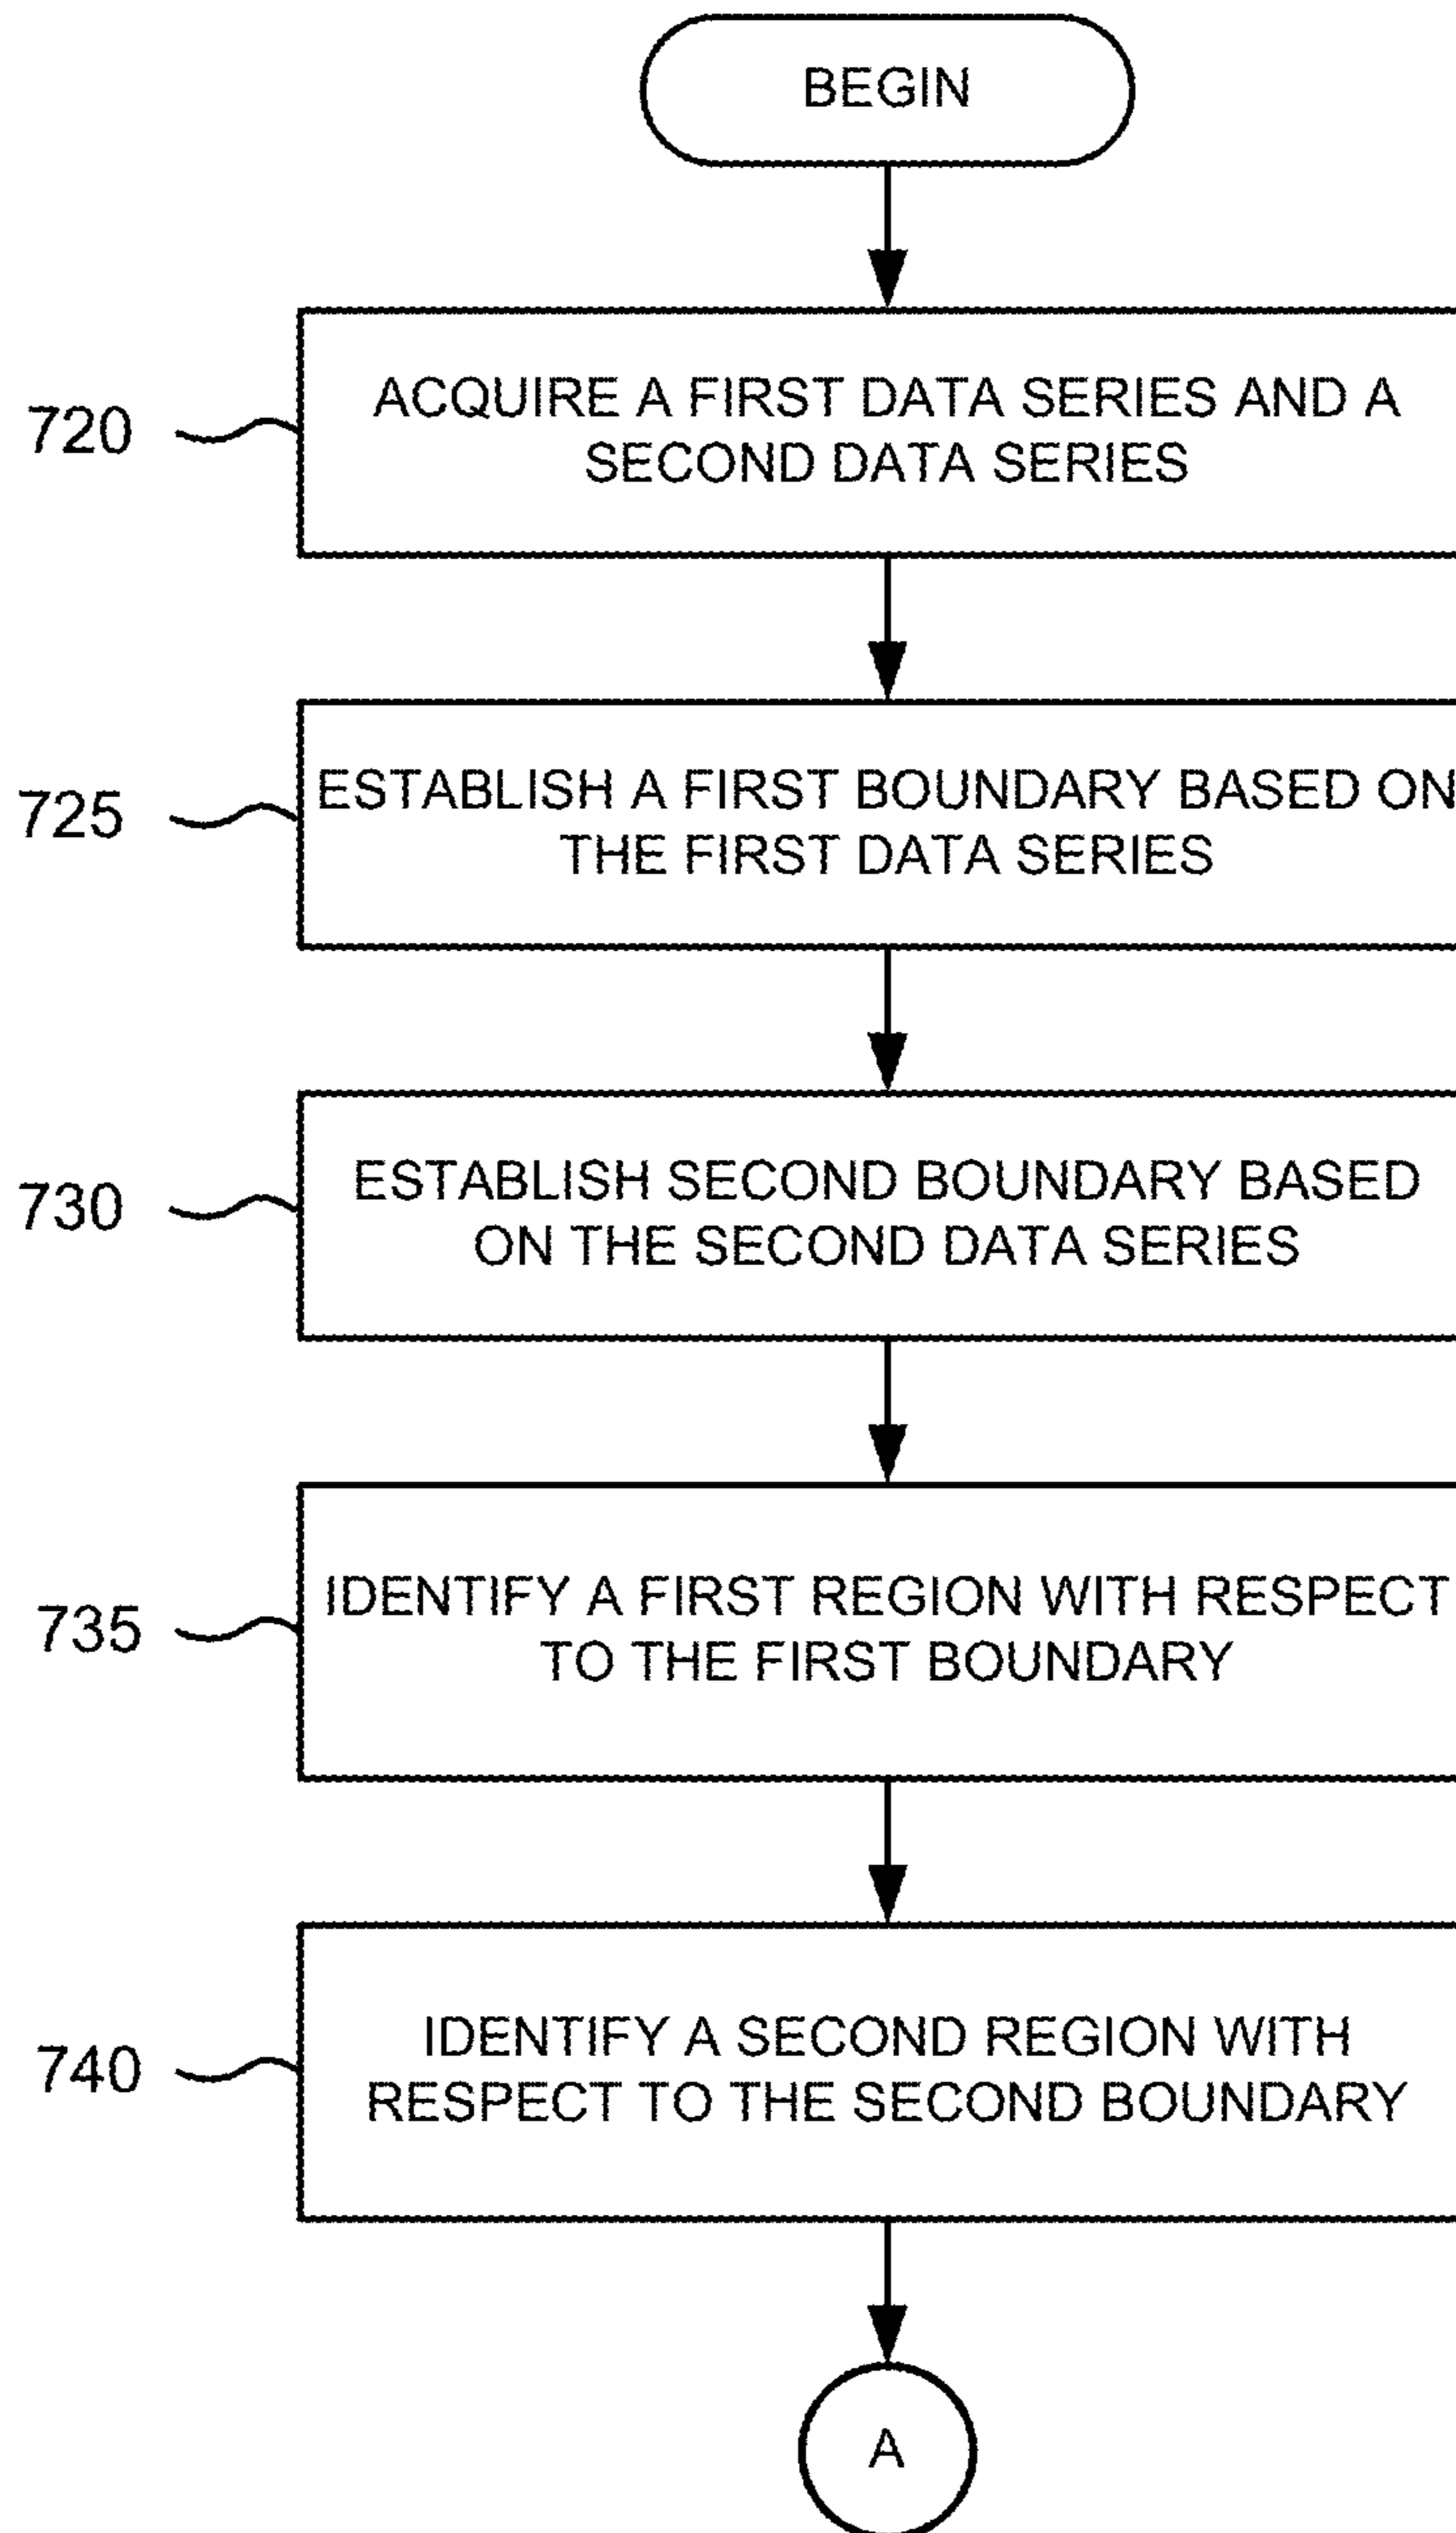 BEGIN
720
ACQUIRE A FIRST DATA SERIES AND A
SECOND DATA SERIES
725
ESTABLISH A FIRST BOUNDARY BASED ON
THE FIRST DATA SERIES
730
ESTABLISH SECOND BOUNDARY BASED
ON THE SECOND DATA SERIES
735
IDENTIFY A FIRST REGION WITH RESPECT
TO THE FIRST BOUNDARY
740
IDENTIFY A SECOND REGION WITH
RESPECT TO THE SECOND BOUNDARY
A